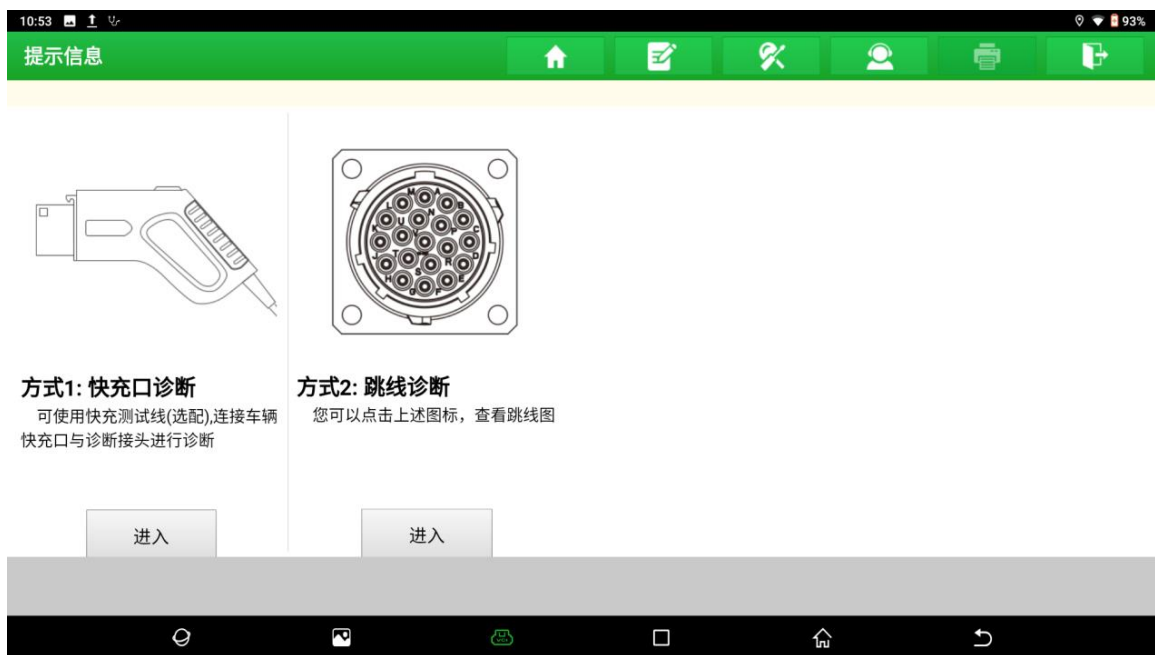 10:53
93%
提示信息
M A
L B
U N
K P C
V
J T R D
S
H E
G F
方式1: 快充口诊断
可使用快充测试线(选配),连接车辆
快充口与诊断接头进行诊断
进入
方式2: 跳线诊断
您可以点击上述图标，查看跳线图
进入